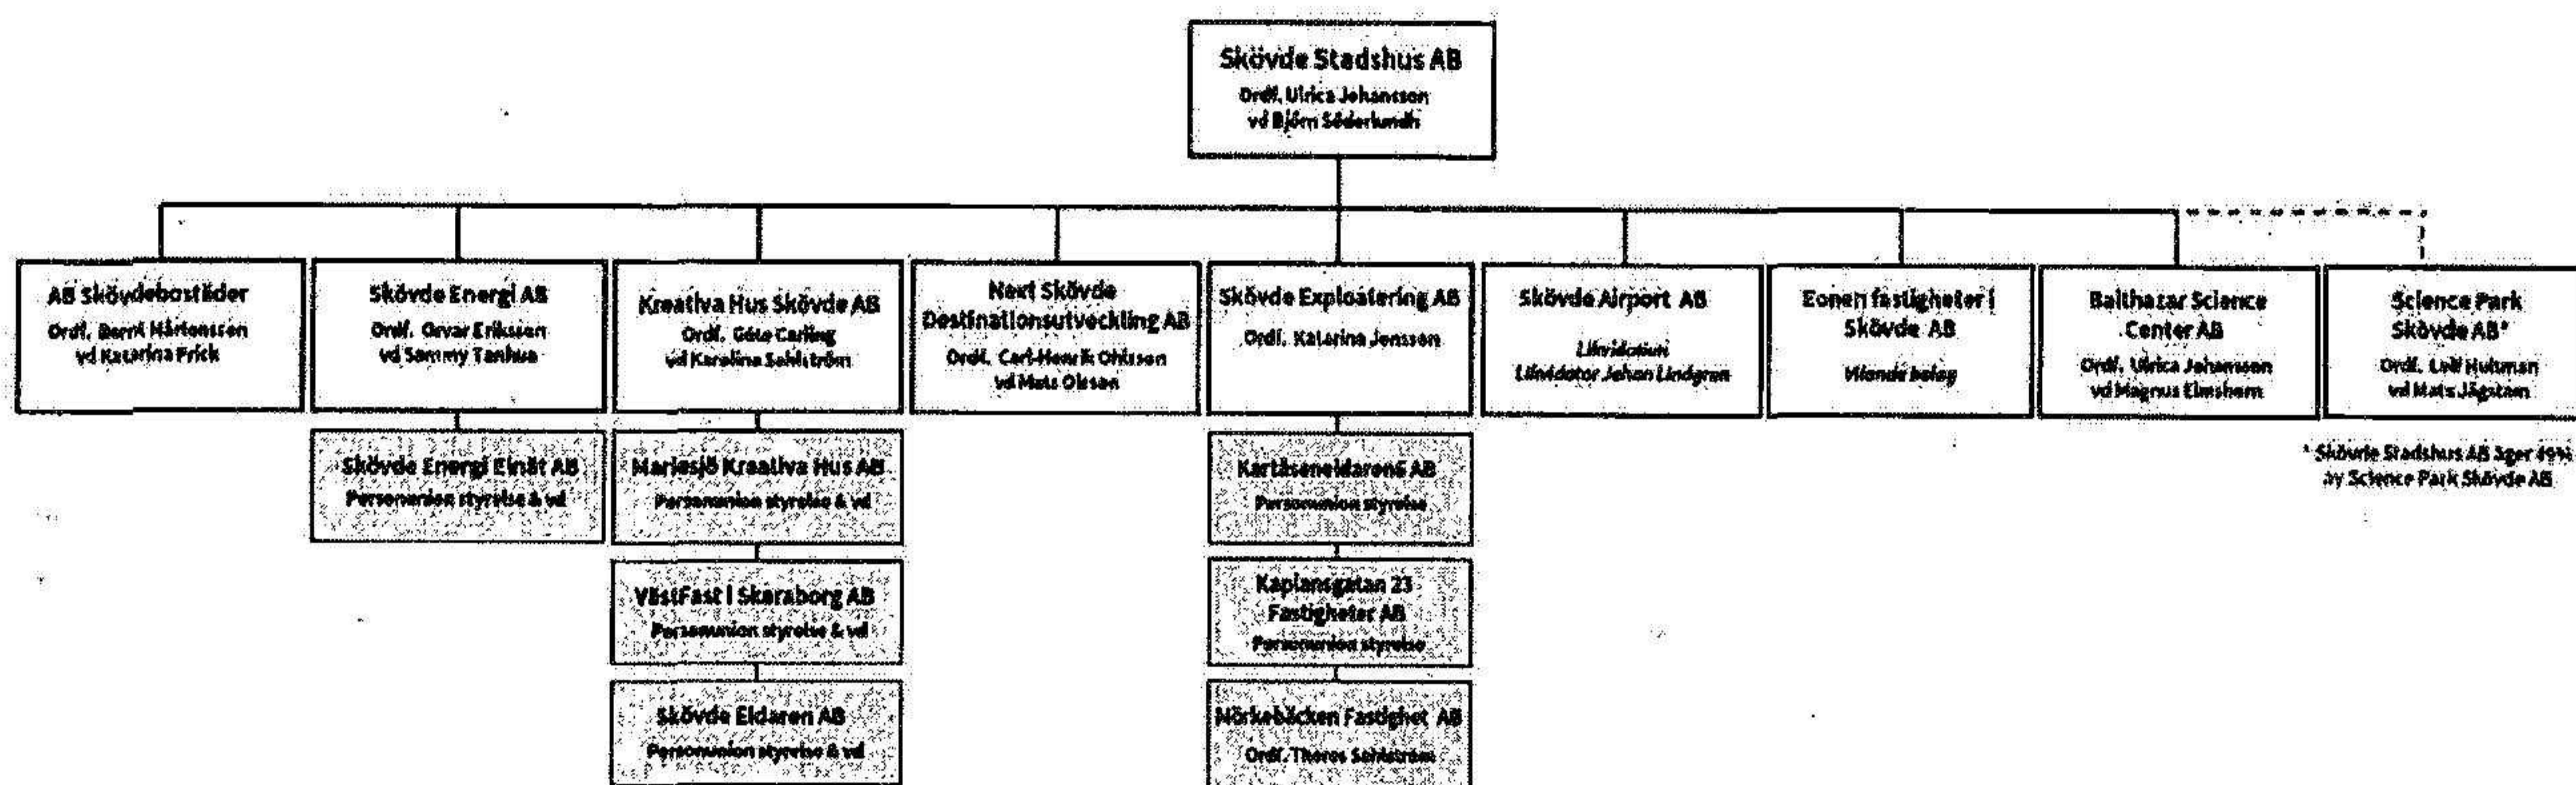 Skövde Stadshus AB
Ordf. Ulrica Johansson
vd Björn Söderlundh
AB Skövdebostäder
Ordf. Bernt Mårtensson
vd Katarina Frick
Skövde Energi AB
Ordf. Orvar Eriksson
vd Sammy Tanhua
Kreativa Hus Skövde AB
Ordf. Göte Carling
vd Karolina Sahlström
Next Skövde
Destinationsutveckling AB
Ordf. Carl-Henrik Ohlsson
vd Mats Olsson
Skövde Exploatering AB
Ordf. Katarina Jonsson
Skövde Airport AB
Likvidation
Likvidator Johan Lindgren
Eonen fastigheter i
Skövde AB
Vilande bolag
Balthazar Science
Center AB
Ordf. Ulrica Johansson
vd Magnus Elmshorn
Science Park
Skövde AB*
Ordf. Leif Hultman
vd Mats Jägstam
* Skövde Stadshus AB äger 49%
av Science Park Skövde AB
Skövde Energi Elnät AB
Personunion styrelse & vd
Mariesjö Kreativa Hus AB
Personunion styrelse & vd
VästFast i Skaraborg AB
Personunion styrelse & vd
Skövde Eldaren AB
Personunion styrelse & vd
Kartåseneldaren6 AB
Personunion styrelse
Kaplansgatan 23
Fastigheter AB
Personunion styrelse
Mörkebäcken Fastighet AB
Ordf. Theres Sahlström